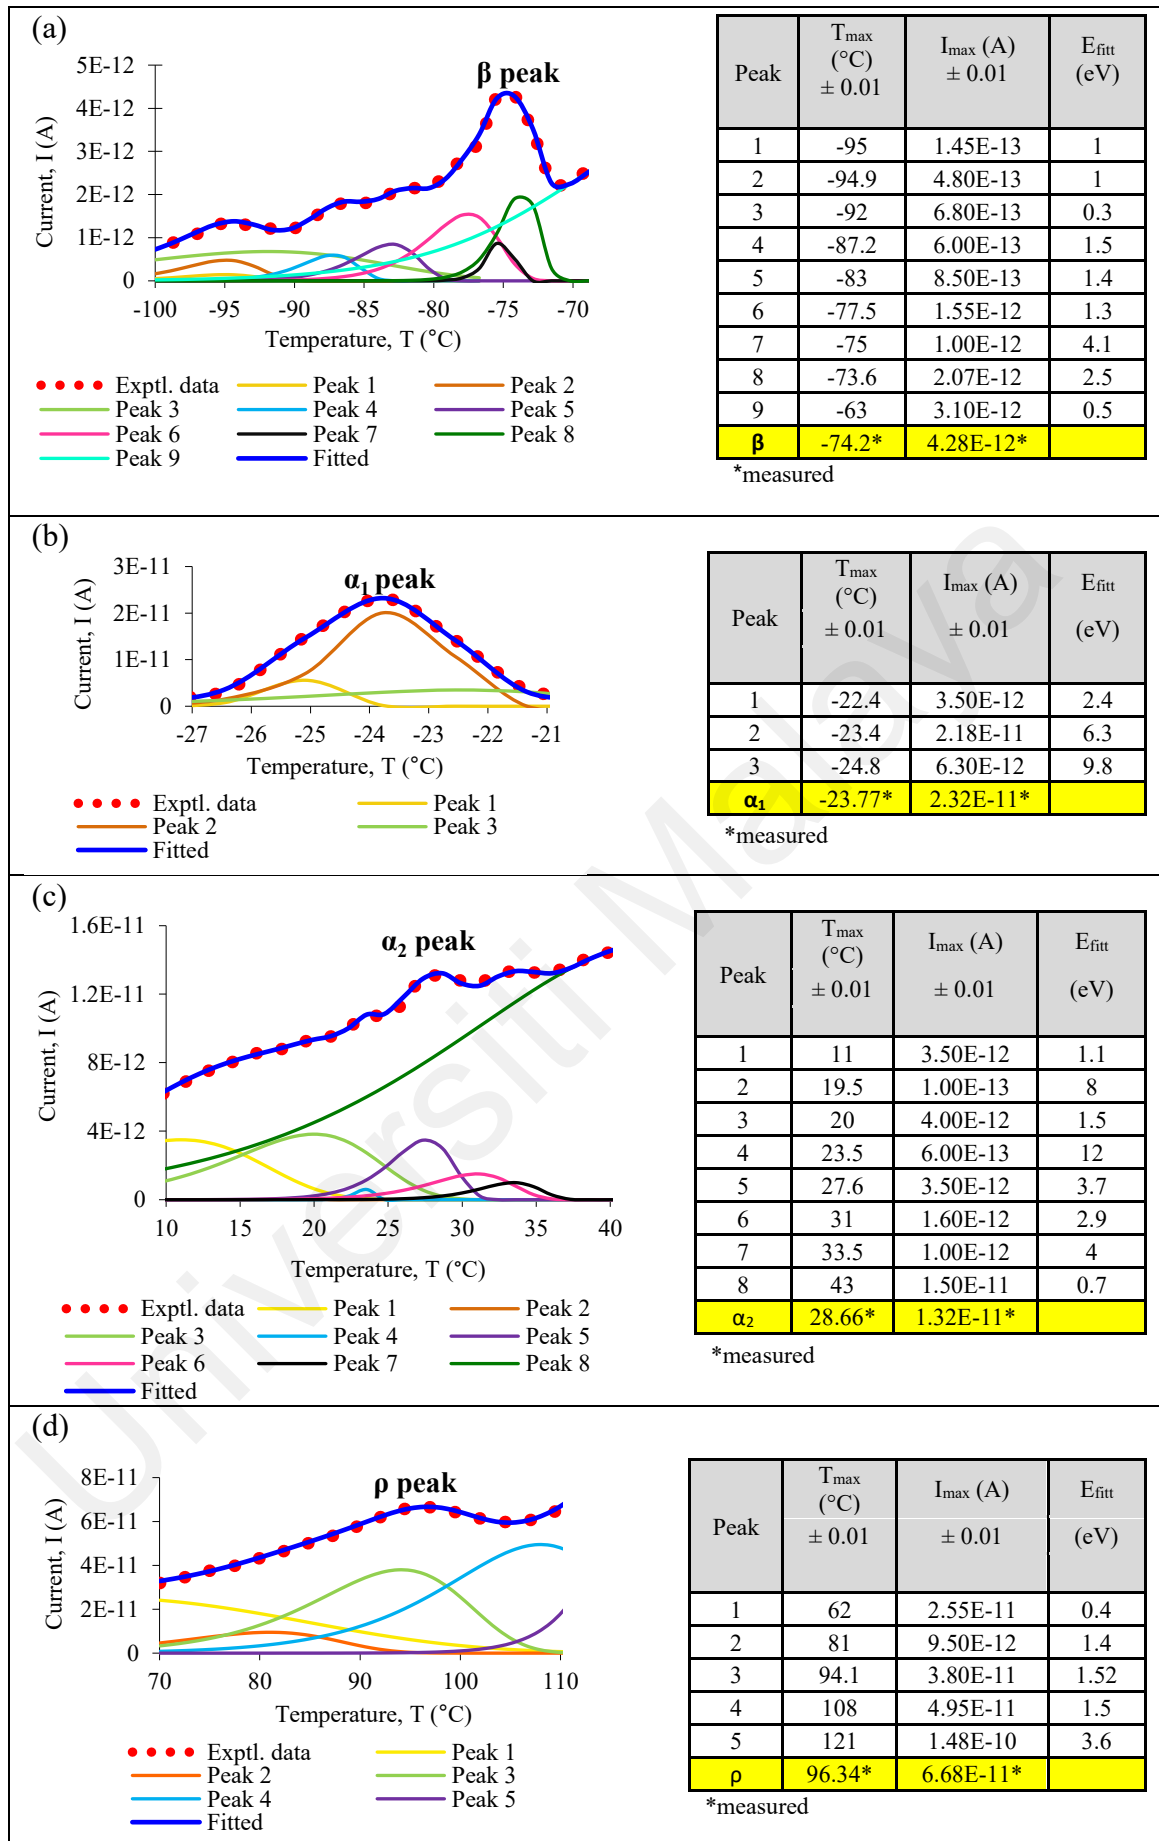 (a)
β peak
5E-12
4E-12
3E-12
2E-12
1E-12
0
Current, I (A)
-100 -95 -90 -85 -80 -75 -70
Temperature, T (°C)
Exptl. data Peak 1 Peak 2
Peak 3 Peak 4 Peak 5
Peak 6 Peak 7 Peak 8
Peak 9 Fitted
Peak Tmax (°C) ± 0.01 Imax (A) ± 0.01 Efitt (eV)
1 -95 1.45E-13 1
2 -94.9 4.80E-13 1
3 -92 6.80E-13 0.3
4 -87.2 6.00E-13 1.5
5 -83 8.50E-13 1.4
6 -77.5 1.55E-12 1.3
7 -75 1.00E-12 4.1
8 -73.6 2.07E-12 2.5
9 -63 3.10E-12 0.5
β -74.2* 4.28E-12*
*measured
(b)
α1 peak
3E-11
2E-11
1E-11
0
Current, I (A)
-27 -26 -25 -24 -23 -22 -21
Temperature, T (°C)
Exptl. data Peak 1
Peak 2 Peak 3
Fitted
Peak Tmax (°C) ± 0.01 Imax (A) ± 0.01 Efitt (eV)
1 -22.4 3.50E-12 2.4
2 -23.4 2.18E-11 6.3
3 -24.8 6.30E-12 9.8
α1 -23.77* 2.32E-11*
*measured
(c)
α2 peak
1.6E-11
1.2E-11
8E-12
4E-12
0
Current, I (A)
10 15 20 25 30 35 40
Temperature, T (°C)
Exptl. data Peak 1 Peak 2
Peak 3 Peak 4 Peak 5
Peak 6 Peak 7 Peak 8
Fitted
Peak Tmax (°C) ± 0.01 Imax (A) ± 0.01 Efitt (eV)
1 11 3.50E-12 1.1
2 19.5 1.00E-13 8
3 20 4.00E-12 1.5
4 23.5 6.00E-13 12
5 27.6 3.50E-12 3.7
6 31 1.60E-12 2.9
7 33.5 1.00E-12 4
8 43 1.50E-11 0.7
α2 28.66* 1.32E-11*
*measured
(d)
ρ peak
8E-11
6E-11
4E-11
2E-11
0
Current, I (A)
70 80 90 100 110
Temperature, T (°C)
Exptl. data Peak 1
Peak 2 Peak 3
Peak 4 Peak 5
Fitted
Peak Tmax (°C) ± 0.01 Imax (A) ± 0.01 Efitt (eV)
1 62 2.55E-11 0.4
2 81 9.50E-12 1.4
3 94.1 3.80E-11 1.52
4 108 4.95E-11 1.5
5 121 1.48E-10 3.6
ρ 96.34* 6.68E-11*
*measured
Universiti Malaya